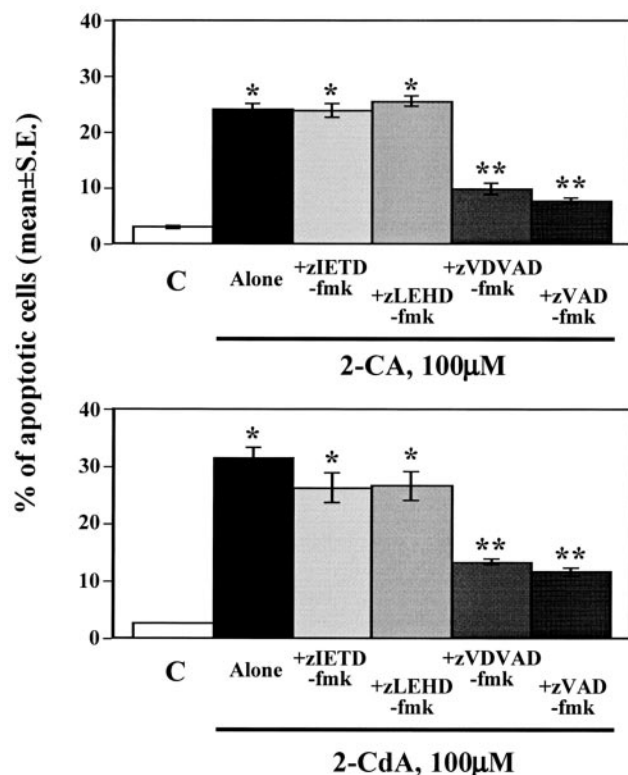 % of apoptotic cells (mean±S.E.)
40
30
20
10
0
* * * ** **
C Alone +zIETD -fmk +zLEHD -fmk +zVDVAD -fmk +zVAD -fmk
2-CA, 100μM
40
30
20
10
0
* * * ** **
C Alone +zIETD -fmk +zLEHD -fmk +zVDVAD -fmk +zVAD -fmk
2-CdA, 100μM